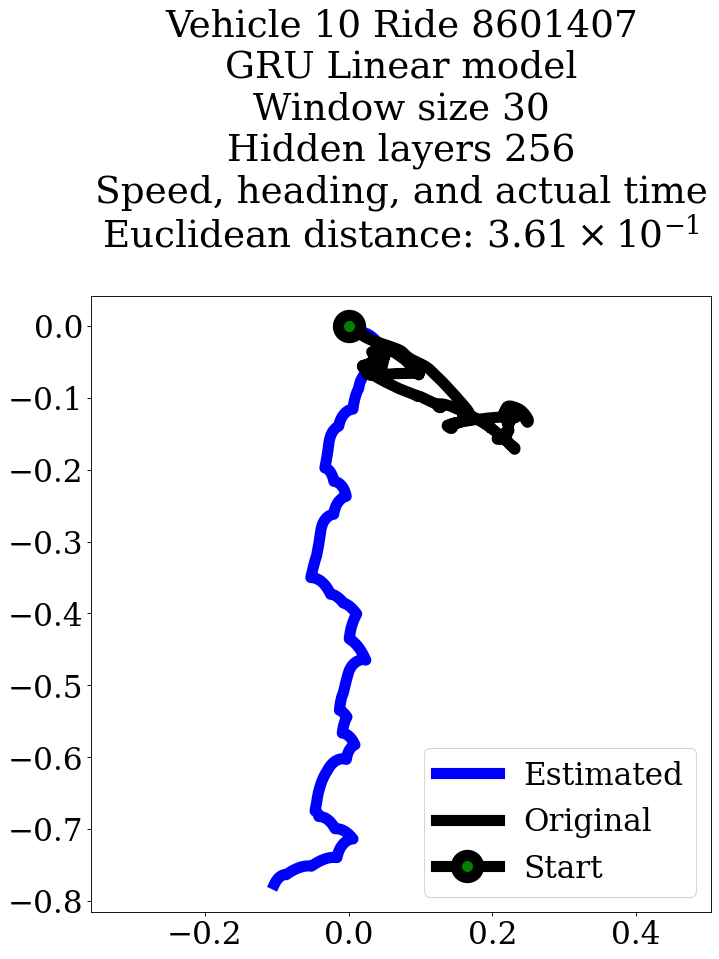 Vehicle 10 Ride 8601407
GRU Linear model
Window size 30
Hidden layers 256
Speed, heading, and actual time
Euclidean distance: 3.61 × 10⁻¹
0.0
−0.1
−0.2
−0.3
−0.4
−0.5
−0.6
−0.7
−0.8
Estimated
Original
Start
−0.2 0.0 0.2 0.4